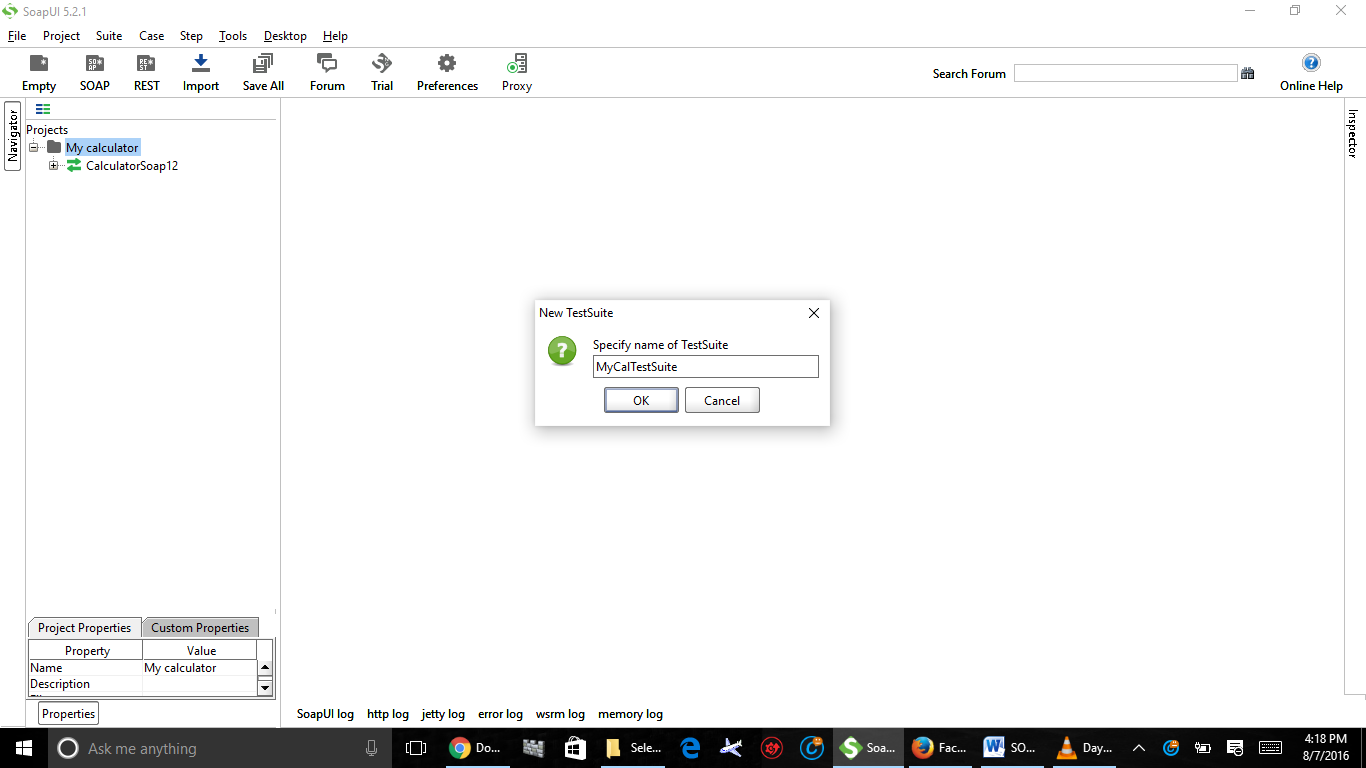 SoapUI 5.2.1
File Project Suite Case Step Tools Desktop Help
Empty SOAP REST Import Save All Forum Trial Preferences Proxy Search Forum Online Help
Navigator
Inspector
Projects
My calculator
CalculatorSoap12
New TestSuite
Specify name of TestSuite
MyCalTestSuite
OK Cancel
Project Properties Custom Properties
Property Value
Name My calculator
Description
Properties
SoapUI log http log jetty log error log wsrm log memory log
Ask me anything Do... Sele... Soa... Fac... SO... Day... 4:18 PM
8/7/2016